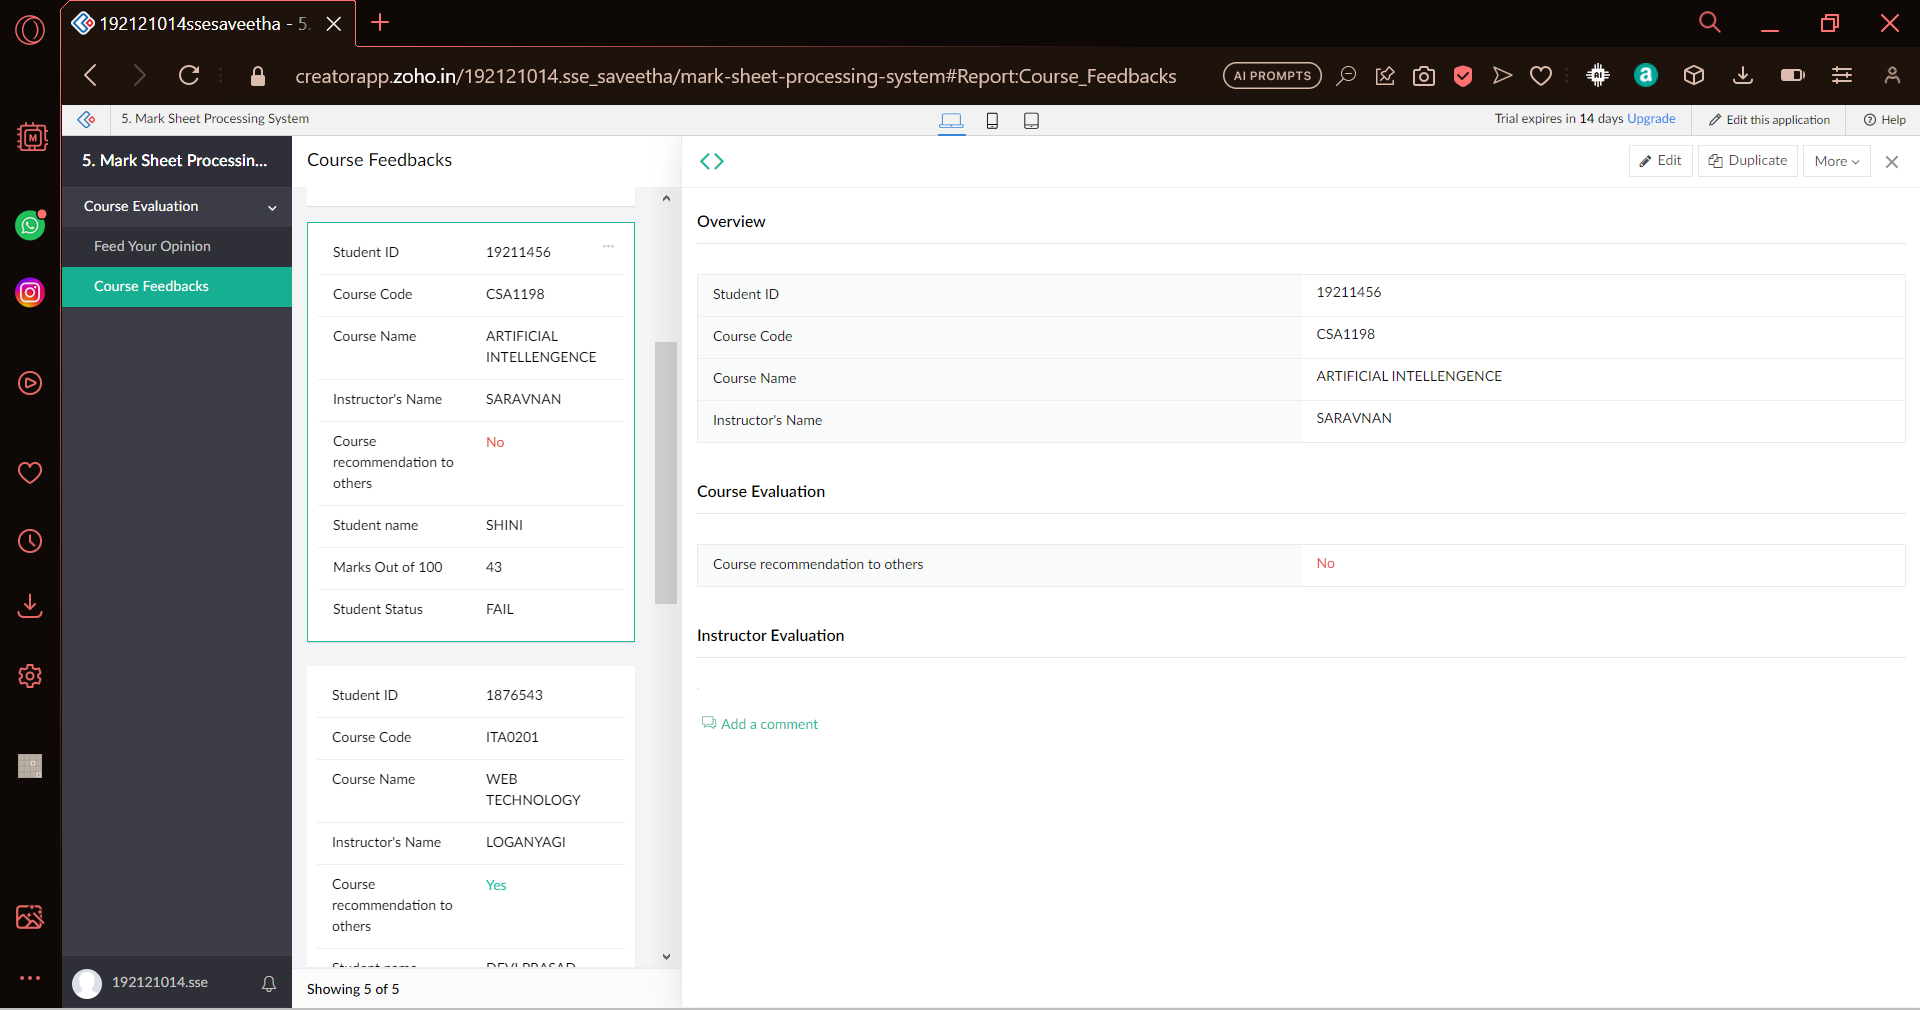 192121014ssesaveetha - 5.
creatorapp.zoho.in/192121014.sse_saveetha/mark-sheet-processing-system#Report:Course_Feedbacks
AI PROMPTS
5. Mark Sheet Processing System
Trial expires in 14 days Upgrade
Edit this application
Help
5. Mark Sheet Processin...
Course Evaluation
Feed Your Opinion
Course Feedbacks
192121014.sse
Course Feedbacks
Student ID 19211456
Course Code CSA1198
Course Name ARTIFICIAL
INTELLENGENCE
Instructor's Name SARAVNAN
Course No
recommendation to
others
Student name SHINI
Marks Out of 100 43
Student Status FAIL
Student ID 1876543
Course Code ITA0201
Course Name WEB
TECHNOLOGY
Instructor's Name LOGANYAGI
Course Yes
recommendation to
others
Student name DEVI PRASAD
Showing 5 of 5
Edit
Duplicate
More
Overview
Student ID 19211456
Course Code CSA1198
Course Name ARTIFICIAL INTELLENGENCE
Instructor's Name SARAVNAN
Course Evaluation
Course recommendation to others No
Instructor Evaluation
Add a comment